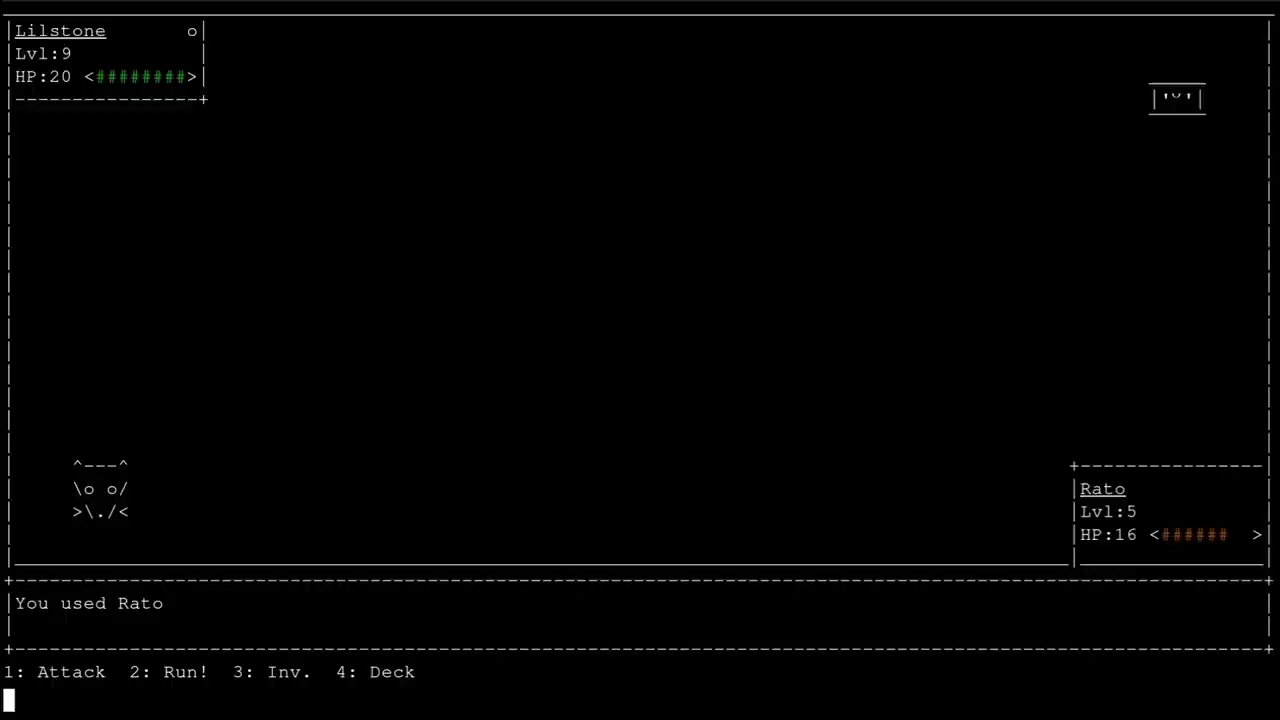 Lilstone o
Lvl:9
HP:20 <########>
|'ᵕ'|
^---^
\o o/
>\./<
Rato
Lvl:5
HP:16 <###### >
You used Rato
1: Attack 2: Run! 3: Inv. 4: Deck